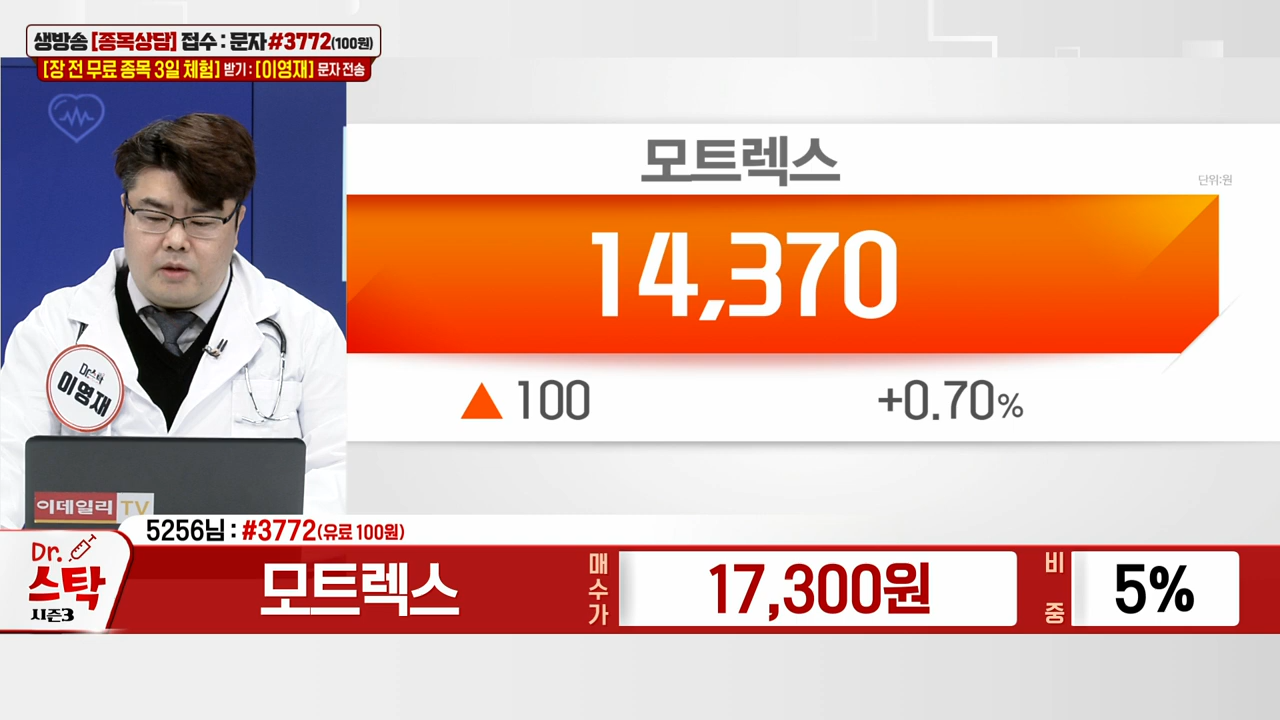 생방송 [종목상담] 접수 : 문자#3772(100원)
[장 전 무료 종목 3일 체험] 받기 : [이영재] 문자 전송
모트렉스
단위:원
14,370
▲ 100 +0.70%
Dr.스탁
이영재
이데일리 TV
5256님 : #3772(유료 100원)
Dr.
스탁
시즌3
모트렉스 매수가 17,300원 비중 5%